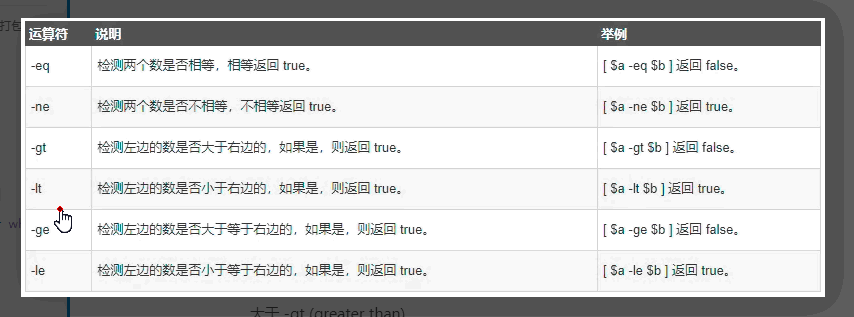 打包
运算符 说明 举例
-eq 检测两个数是否相等，相等返回 true。 [ $a -eq $b ] 返回 false。
-ne 检测两个数是否不相等，不相等返回 true。 [ $a -ne $b ] 返回 true。
-gt 检测左边的数是否大于右边的，如果是，则返回 true。 [ $a -gt $b ] 返回 false。
-lt 检测左边的数是否小于右边的，如果是，则返回 true。 [ $a -lt $b ] 返回 true。
-ge 检测左边的数是否大于等于右边的，如果是，则返回 true。 [ $a -ge $b ] 返回 false。
-le 检测左边的数是否小于等于右边的，如果是，则返回 true。 [ $a -le $b ] 返回 true。
大于 -gt (greater than)